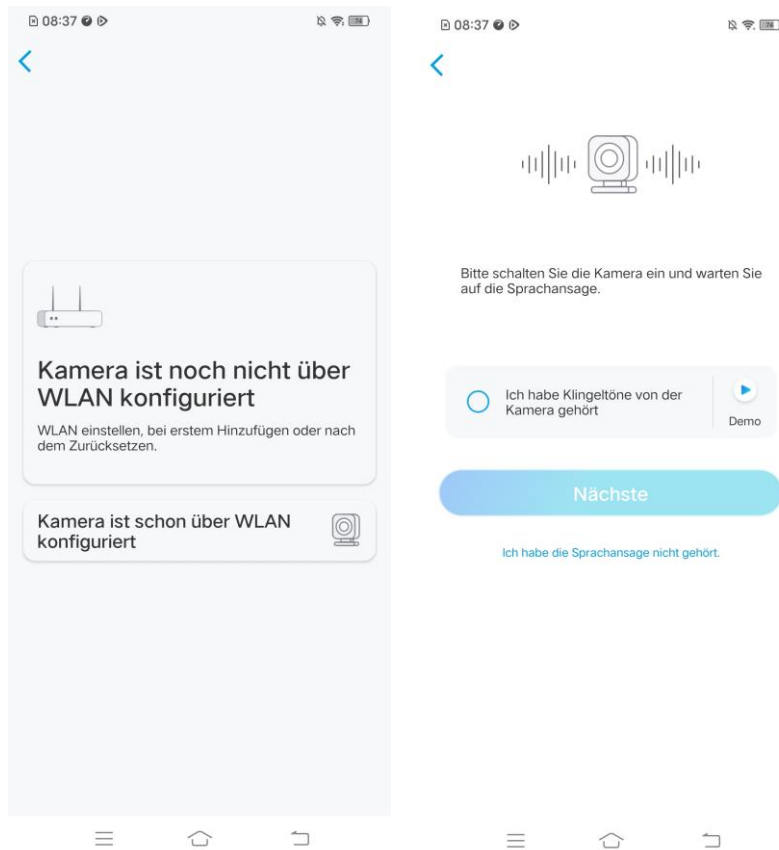 08:37
74
Kamera ist noch nicht über
WLAN konfiguriert
WLAN einstellen, bei erstem Hinzufügen oder nach
dem Zurücksetzen.
Kamera ist schon über WLAN
konfiguriert
08:37
74
Bitte schalten Sie die Kamera ein und warten Sie
auf die Sprachansage.
Ich habe Klingeltöne von der
Kamera gehört
Demo
Nächste
Ich habe die Sprachansage nicht gehört.